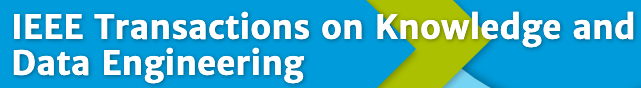 IEEE Transactions on Knowledge and
Data Engineering